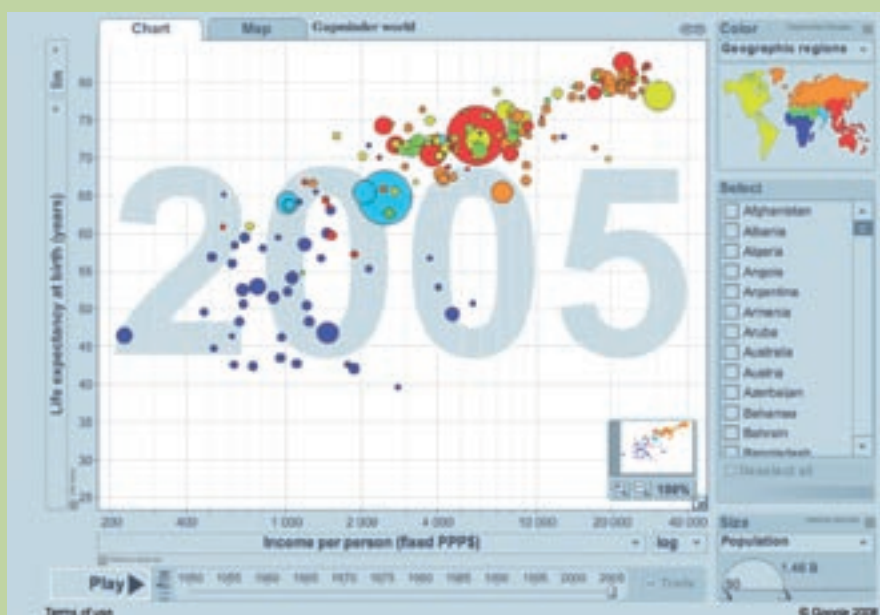 Chart
Map
Gapminder world
Color
Geographic regions
lin
Life expectancy at birth (years)
80
75
70
65
60
55
50
45
40
35
30
25
2005
200
400
1 000
2 000
4 000
10 000
20 000
40 000
Income per person (fixed PPP$)
log
100%
Select
Afghanistan
Albania
Algeria
Angola
Argentina
Armenia
Aruba
Australia
Austria
Azerbaijan
Bahamas
Bahrain
Bangladesh
Deselect all
Size
Population
Play
1950
1955
1960
1965
1970
1975
1980
1985
1990
1995
2000
2005
Trails
Terms of use
© Google